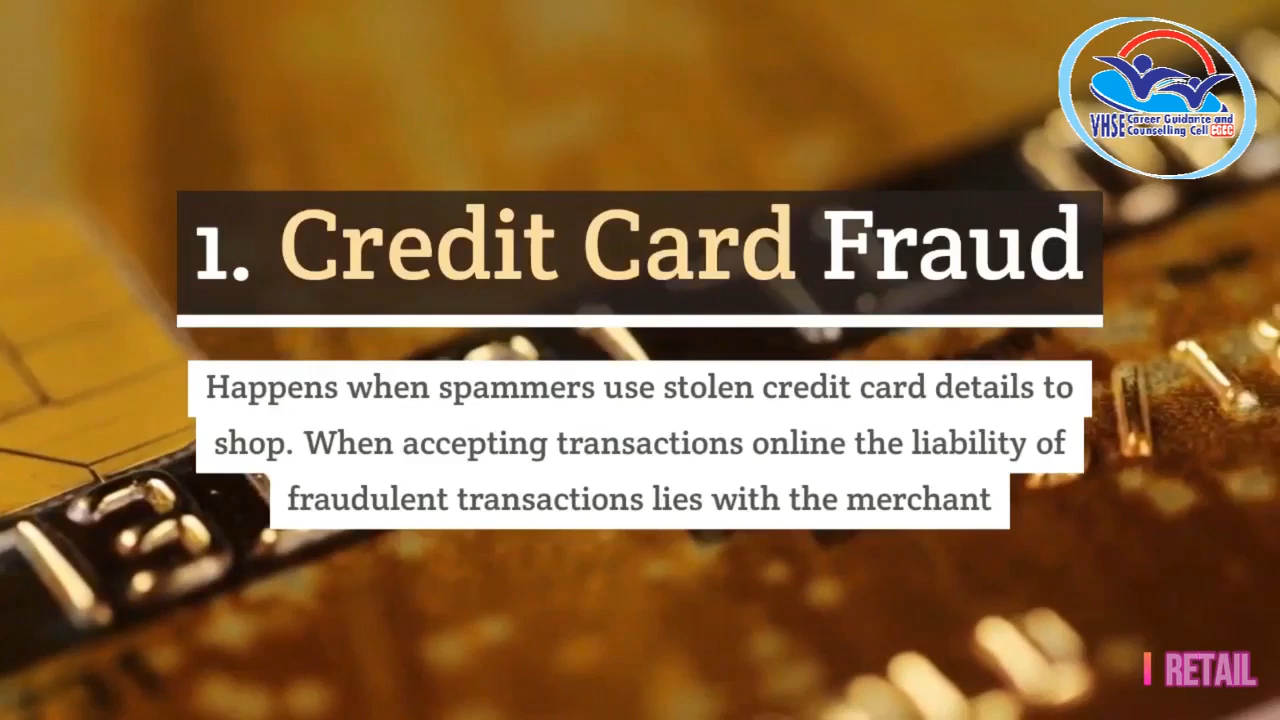 VHSE Career Guidance and
Counselling Cell CGCC
1. Credit Card Fraud
Happens when spammers use stolen credit card details to
shop. When accepting transactions online the liability of
fraudulent transactions lies with the merchant
RETAIL